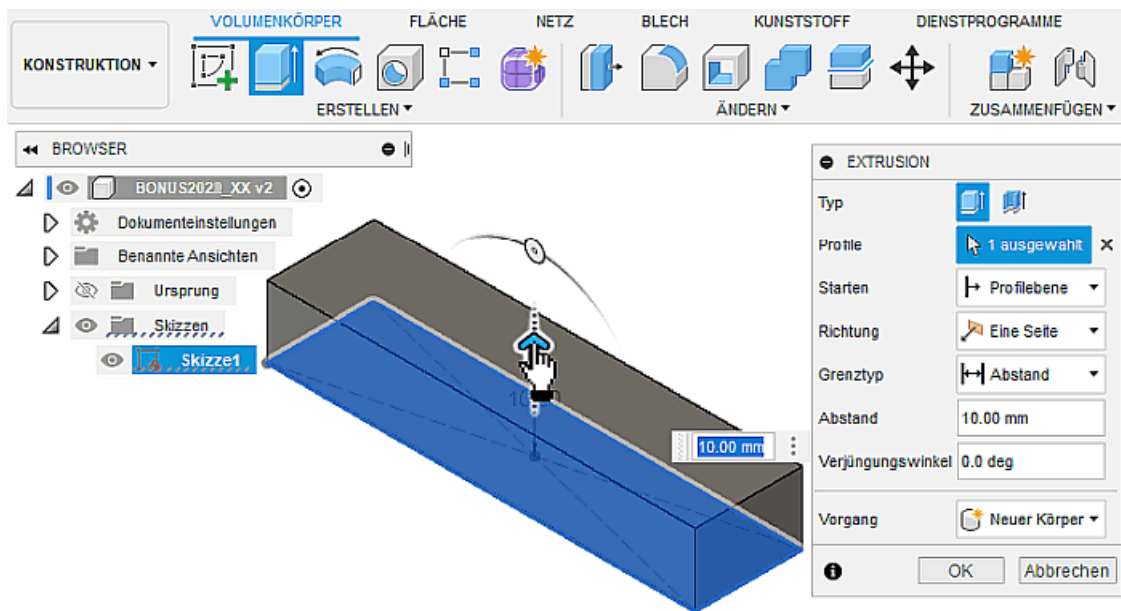 VOLUMENKÖRPER FLÄCHE NETZ BLECH KUNSTSTOFF DIENSTPROGRAMME
KONSTRUKTION
ERSTELLEN ÄNDERN ZUSAMMENFÜGEN
BROWSER
BONUS2020_XX v2
Dokumenteinstellungen
Benannte Ansichten
Ursprung
Skizzen
Skizze1
10.00 mm
EXTRUSION
Typ
Profile 1 ausgewählt
Starten Profilebene
Richtung Eine Seite
Grenztyp Abstand
Abstand 10.00 mm
Verjüngungswinkel 0.0 deg
Vorgang Neuer Körper
OK Abbrechen